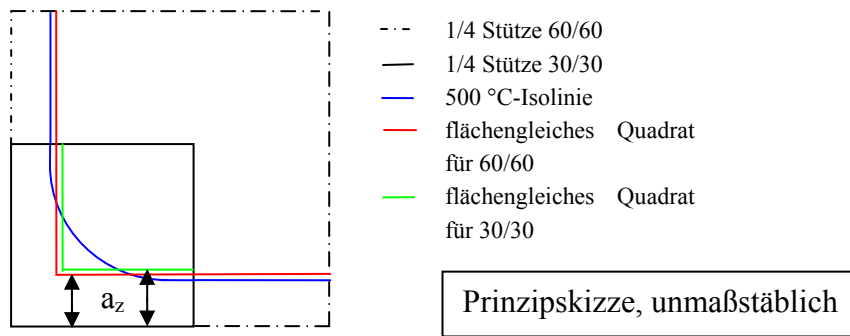 1/4 Stütze 60/60
1/4 Stütze 30/30
500 °C-Isolinie
flächengleiches Quadrat
für 60/60
flächengleiches Quadrat
für 30/30
az
Prinzipskizze, unmaßstäblich